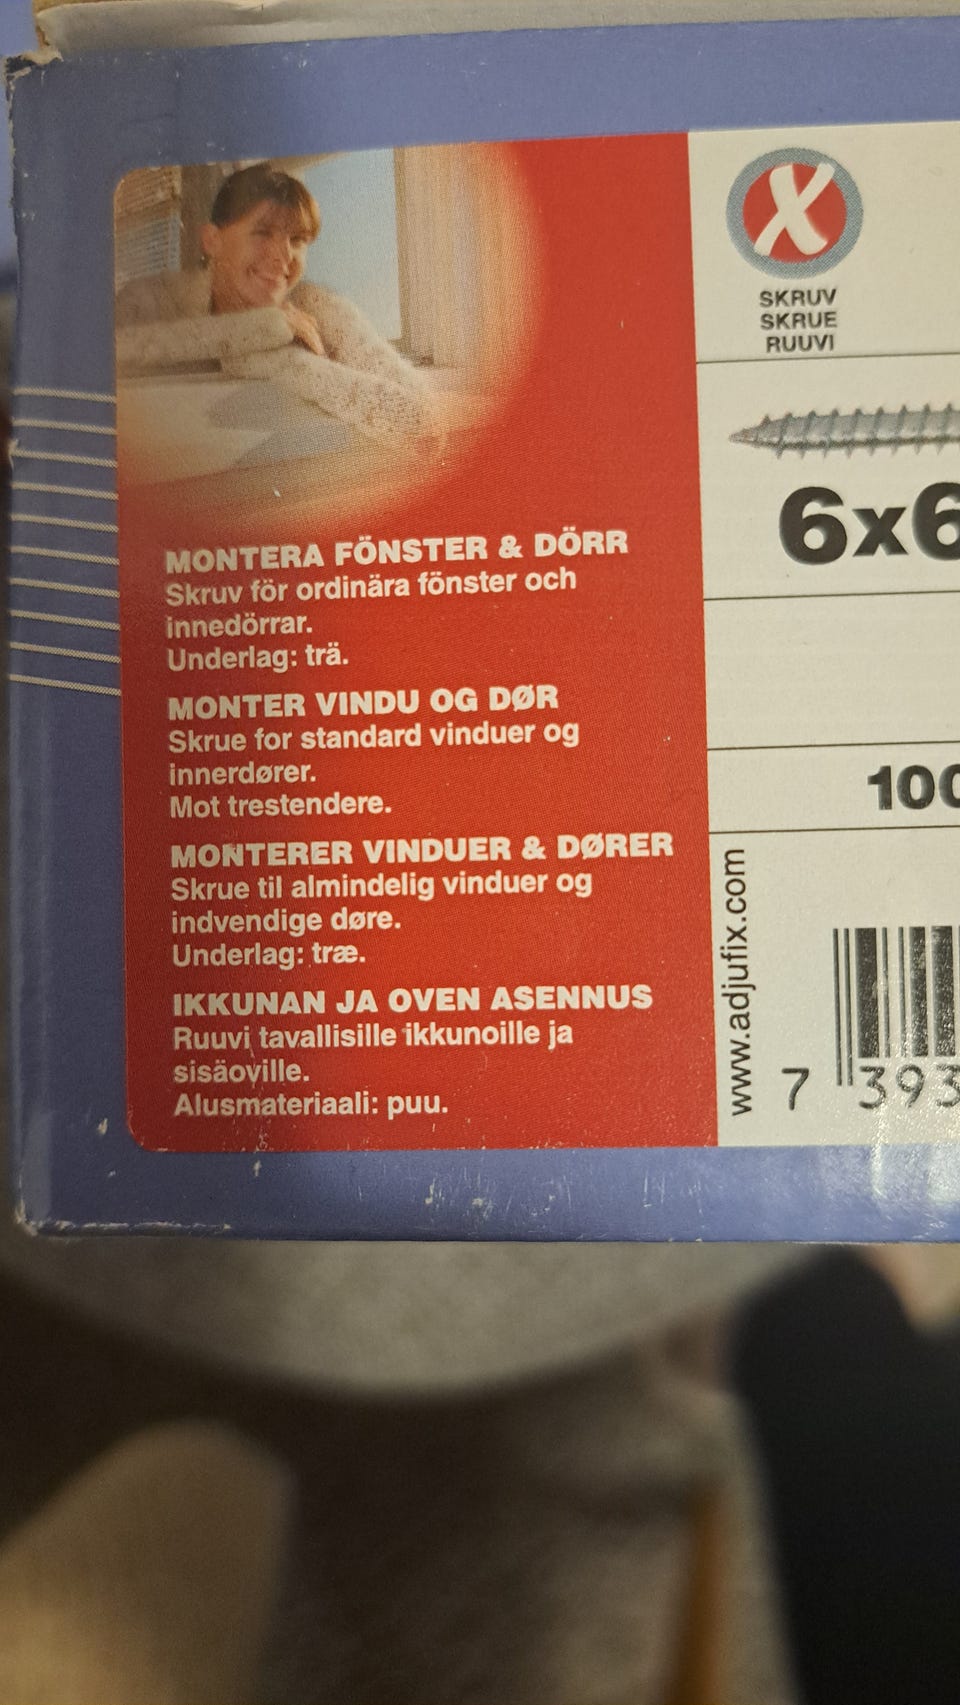 MONTERA FÖNSTER & DÖRR
Skruv för ordinära fönster och
innedörrar.
Underlag: trä.
MONTER VINDU OG DØR
Skrue for standard vinduer og
innerdører.
Mot trestendere.
MONTERER VINDUER & DØRER
Skrue til almindelig vinduer og
indvendige døre.
Underlag: træ.
IKKUNAN JA OVEN ASENNUS
Ruuvi tavallisille ikkunoille ja
sisäoville.
Alusmateriaali: puu.
X
SKRUV
SKRUE
RUUVI
6x6
100
www.adjufix.com
7 393